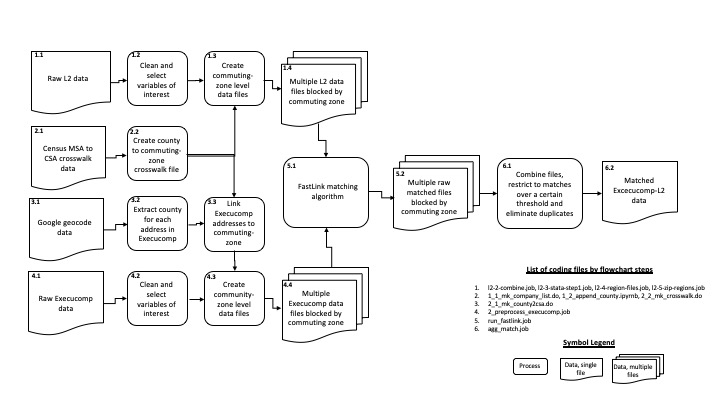 1.1
Raw L2 data
1.2
Clean and
select
variables of
interest
1.3
Create
commuting-
zone level
data files
1.4
Multiple L2 data
files blocked by
commuting zone
2.1
Census MSA to
CSA crosswalk
data
2.2
Create county
to commuting-
zone
crosswalk file
3.1
Google geocode
data
3.2
Extract county
for each
address in
Execucomp
3.3
Link
Execucomp
addresses to
commuting-
zone
4.1
Raw Execucomp
data
4.2
Clean and
select
variables of
interest
4.3
Create
community-
zone level
data files
4.4
Multiple
Execucomp data
files blocked by
commuting zone
5.1
FastLink matching
algorithm
5.2
Multiple raw
matched files
blocked by
commuting zone
6.1
Combine files,
restrict to matches
over a certain
threshold and
eliminate duplicates
6.2
Matched
Excecucomp-L2
data
List of coding files by flowchart steps
1. l2-2-combine.job, l2-3-stata-step1.job, l2-4-region-files.job, l2-5-zip-regions.job
2. 1_1_mk_company_list.do, 1_2_append_county.ipymb, 2_2_mk_crosswalk.do
3. 2_1_mk_county2csa.do
4. 2_preprocess_execucomp.job
5. run_fastlink.job
6. agg_match.job
Symbol Legend
Process
Data, single
file
Data, multiple
files